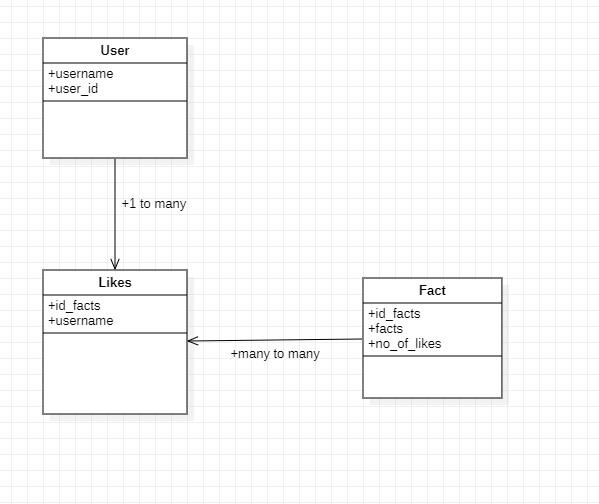 User
+username
+user_id
+1 to many
Likes
+id_facts
+username
Fact
+id_facts
+facts
+no_of_likes
+many to many